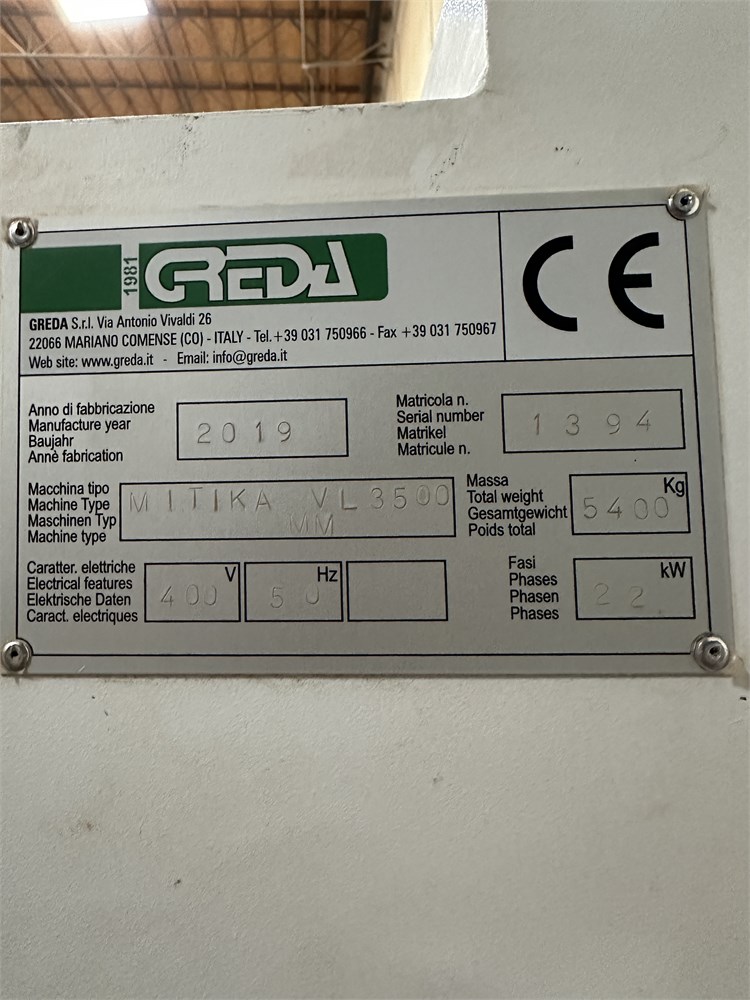 1981 GREDA
CE
GREDA S.r.l. Via Antonio Vivaldi 26
22066 MARIANO COMENSE (CO) - ITALY - Tel. +39 031 750966 - Fax +39 031 750967
Web site: www.greda.it - Email: info@greda.it
Anno di fabbricazione
Manufacture year
Baujahr
Annè fabrication
2019
Matricola n.
Serial number
Matrikel
Matricule n.
1394
Macchina tipo
Machine Type
Maschinen Typ
Machine type
MITIKA VL3500
MM
Massa
Total weight
Gesamtgewicht
Poids total
5400 Kg
Caratter. elettriche
Electrical features
Elektrische Daten
Caract. electriques
400 V
50 Hz
Fasi
Phases
Phasen
Phases
22 kW